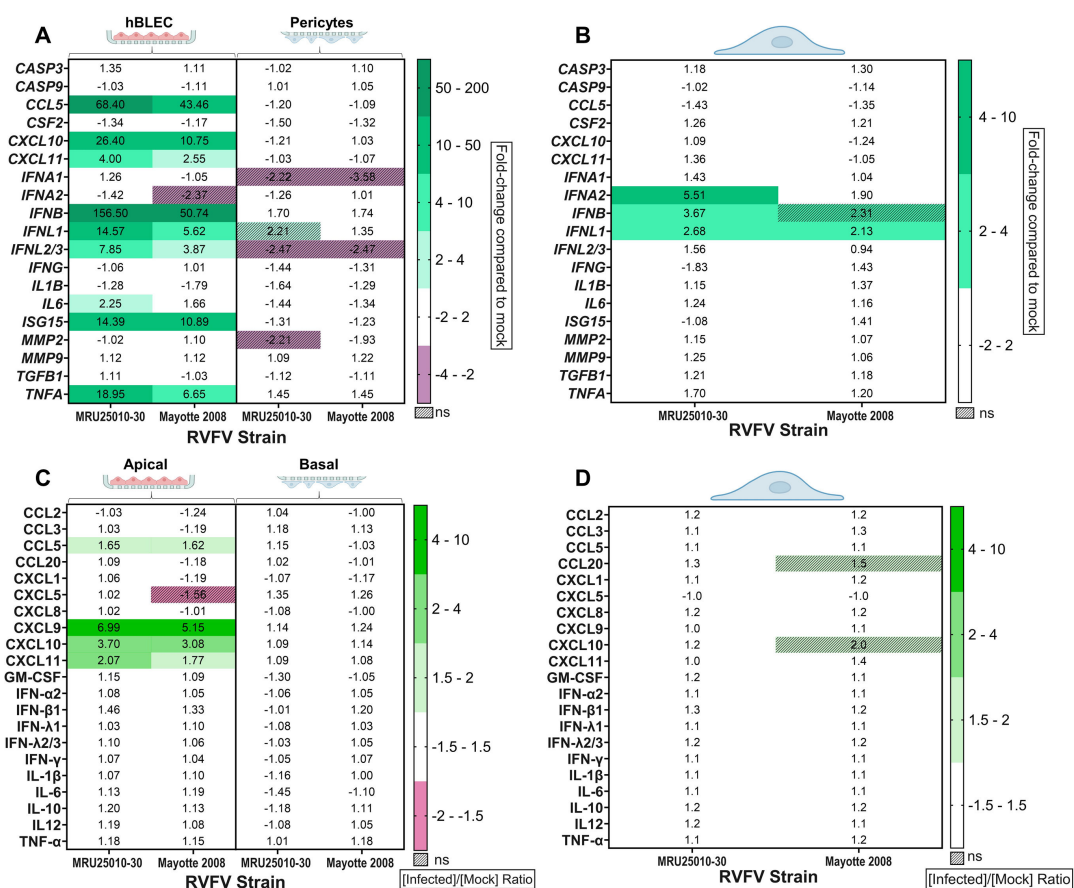 A
hBLEC
Pericytes
CASP3 1.35 1.11 -1.02 1.10
CASP9 -1.03 -1.11 1.01 1.05
CCL5 68.40 43.46 -1.20 -1.09
CSF2 -1.34 -1.17 -1.50 -1.32
CXCL10 26.40 10.75 -1.21 1.03
CXCL11 4.00 2.55 -1.03 -1.07
IFNA1 1.26 -1.05 -2.22 -3.58
IFNA2 -1.42 -2.37 -1.26 1.01
IFNB 156.50 50.74 1.70 1.74
IFNL1 14.57 5.62 2.21 1.35
IFNL2/3 7.85 3.87 -2.47 -2.47
IFNG -1.06 1.01 -1.44 -1.31
IL1B -1.28 -1.79 -1.64 -1.29
IL6 2.25 1.66 -1.44 -1.34
ISG15 14.39 10.89 -1.31 -1.23
MMP2 -1.02 1.10 -2.21 -1.93
MMP9 1.12 1.12 1.09 1.22
TGFB1 1.11 -1.03 -1.12 -1.11
TNFA 18.95 6.65 1.45 1.45
MRU25010-30 Mayotte 2008 MRU25010-30 Mayotte 2008
RVFV Strain
50 - 200
10 - 50
4 - 10
2 - 4
-2 - 2
-4 - -2
ns
Fold-change compared to mock
B
CASP3 1.18 1.30
CASP9 -1.02 -1.14
CCL5 -1.43 -1.35
CSF2 1.26 1.21
CXCL10 1.09 -1.24
CXCL11 1.36 -1.05
IFNA1 1.43 1.04
IFNA2 5.51 1.90
IFNB 3.67 2.31
IFNL1 2.68 2.13
IFNL2/3 1.56 0.94
IFNG -1.83 1.43
IL1B 1.15 1.37
IL6 1.24 1.16
ISG15 -1.08 1.41
MMP2 1.15 1.07
MMP9 1.25 1.06
TGFB1 1.21 1.18
TNFA 1.70 1.20
MRU25010-30 Mayotte 2008
RVFV Strain
4 - 10
2 - 4
-2 - 2
ns
Fold-change compared to mock
C
Apical
Basal
CCL2 -1.03 -1.24 1.04 -1.00
CCL3 1.03 -1.19 1.18 1.13
CCL5 1.65 1.62 1.15 -1.03
CCL20 1.09 -1.18 1.02 -1.01
CXCL1 1.06 -1.19 -1.07 -1.17
CXCL5 1.02 -1.56 1.35 1.26
CXCL8 1.02 -1.01 -1.08 -1.00
CXCL9 6.99 5.15 1.14 1.24
CXCL10 3.70 3.08 1.09 1.14
CXCL11 2.07 1.77 1.09 1.08
GM-CSF 1.15 1.09 -1.30 -1.05
IFN-α2 1.08 1.05 -1.06 1.05
IFN-β1 1.46 1.33 -1.01 1.20
IFN-λ1 1.03 1.10 -1.08 1.03
IFN-λ2/3 1.10 1.06 -1.03 1.05
IFN-γ 1.07 1.04 -1.05 1.07
IL-1β 1.07 1.10 -1.16 1.00
IL-6 1.13 1.19 -1.45 -1.10
IL-10 1.20 1.13 -1.18 1.11
IL12 1.19 1.08 -1.08 1.05
TNF-α 1.18 1.15 1.01 1.18
MRU25010-30 Mayotte 2008 MRU25010-30 Mayotte 2008
RVFV Strain
4 - 10
2 - 4
1.5 - 2
-1.5 - 1.5
-2 - -1.5
ns
[Infected]/[Mock] Ratio
D
CCL2 1.2 1.2
CCL3 1.1 1.3
CCL5 1.1 1.1
CCL20 1.3 1.5
CXCL1 1.1 1.2
CXCL5 -1.0 -1.0
CXCL8 1.2 1.2
CXCL9 1.0 1.1
CXCL10 1.2 2.0
CXCL11 1.0 1.4
GM-CSF 1.2 1.1
IFN-α2 1.1 1.1
IFN-β1 1.3 1.2
IFN-λ1 1.1 1.1
IFN-λ2/3 1.2 1.2
IFN-γ 1.1 1.1
IL-1β 1.1 1.1
IL-6 1.1 1.1
IL-10 1.2 1.2
IL12 1.2 1.1
TNF-α 1.1 1.2
MRU25010-30 Mayotte 2008
RVFV Strain
4 - 10
2 - 4
1.5 - 2
-1.5 - 1.5
ns
[Infected]/[Mock] Ratio